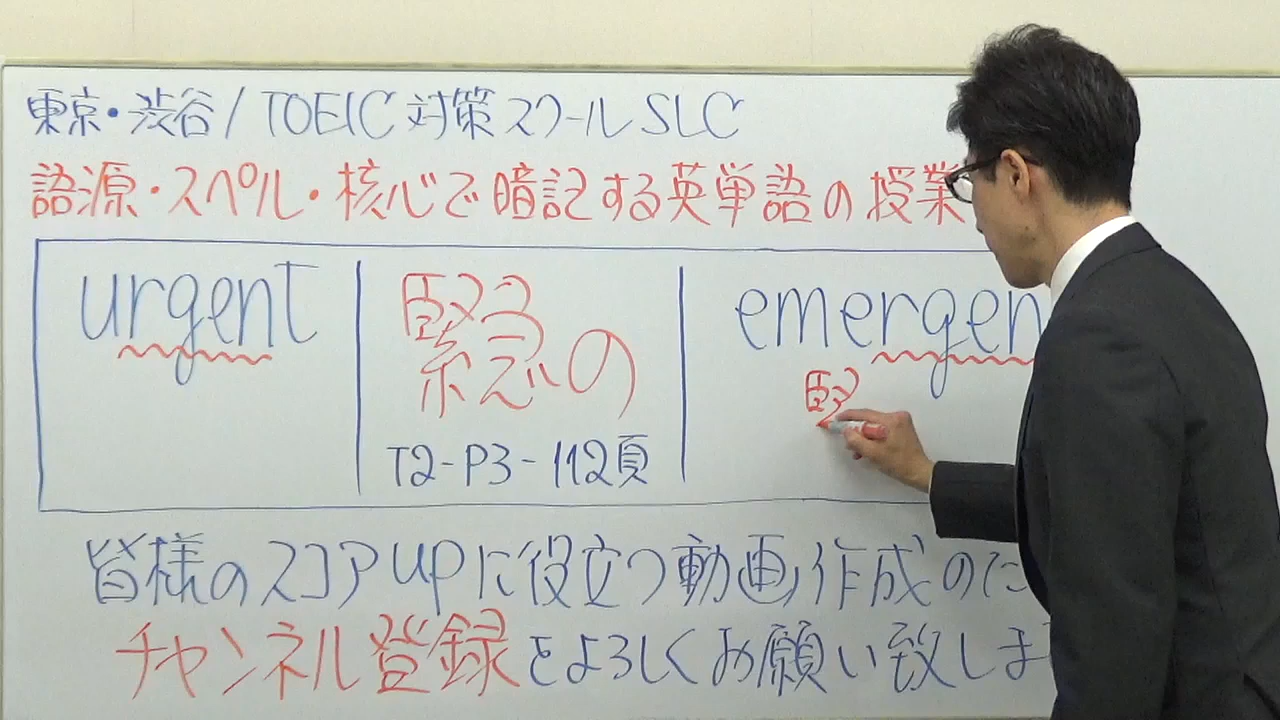 東京・渋谷/TOEIC対策スクールSLC
語源・スペル・核心で暗記する英単語の授業
urgent
緊急の
T2-P3-112頁
emergen
皆様のスコアUPに役立つ動画作成のた
チャンネル登録をよろしくお願い致しま